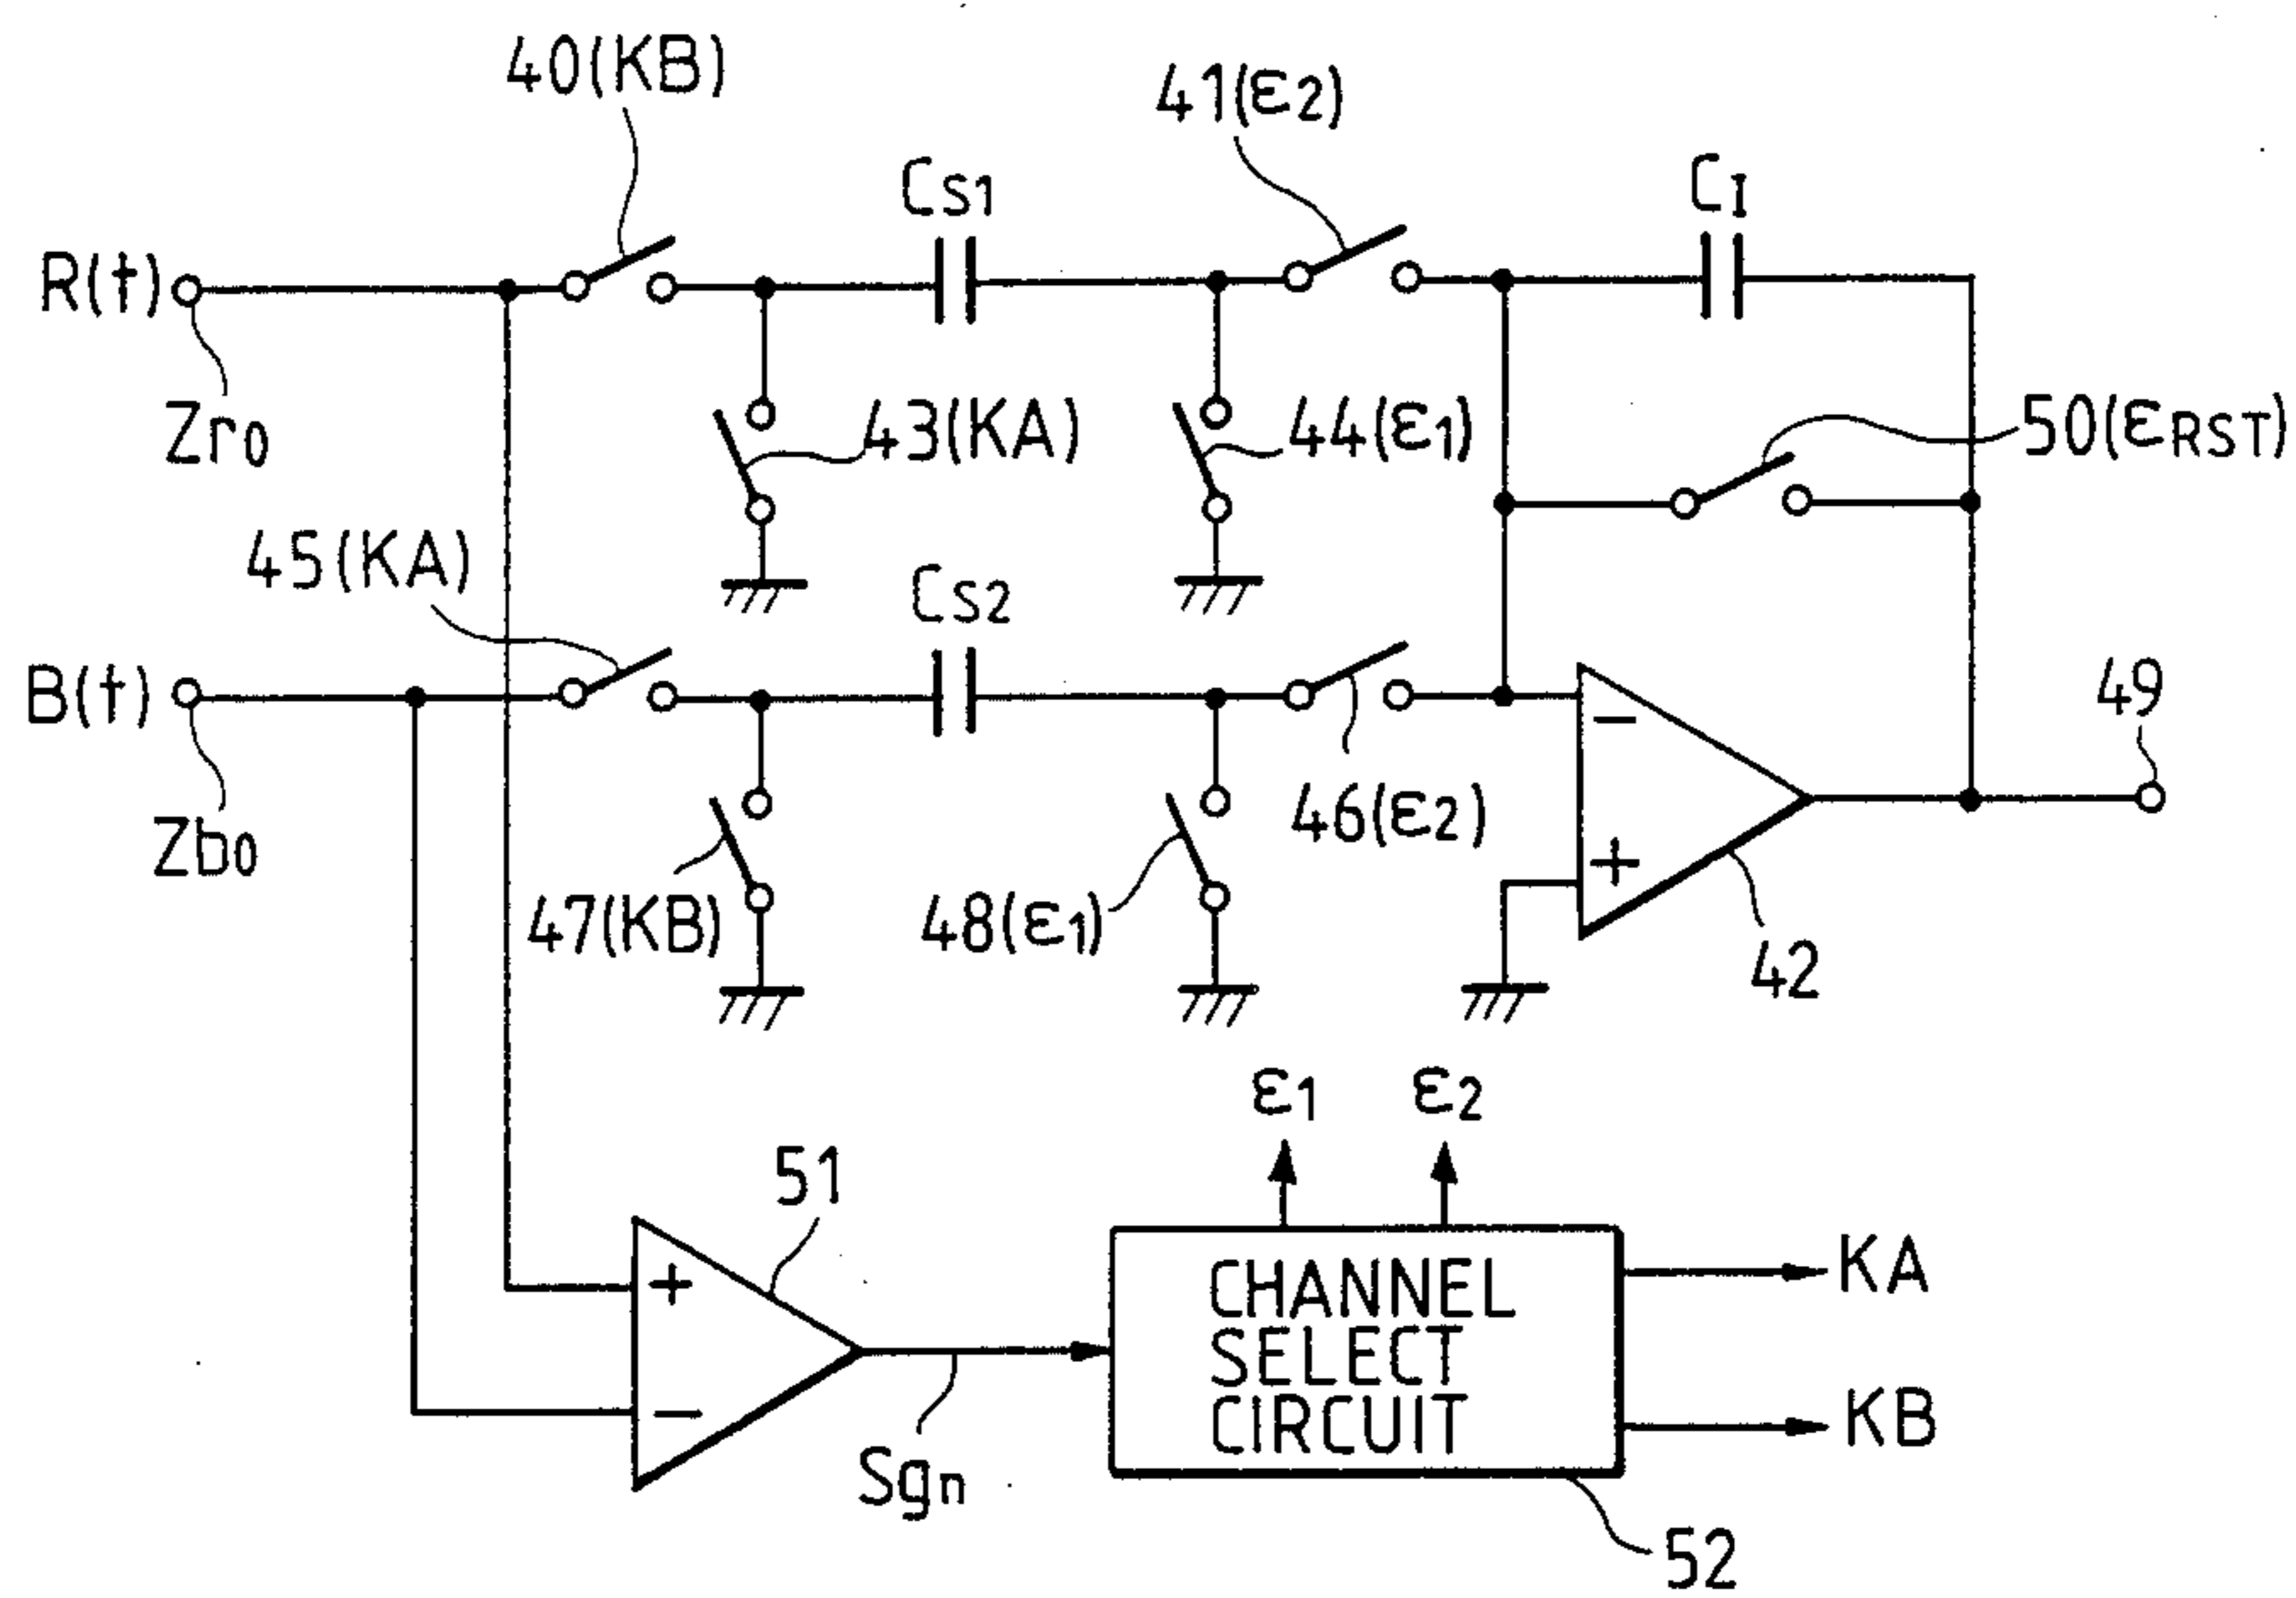 40(KB)
41(ε2)
CS1
CI
R(t)
Zr0
43(KA)
44(ε1)
50(εRST)
45(KA)
CS2
B(t)
Zb0
49
46(ε2)
47(KB)
48(ε1)
−
+
42
ε1
ε2
51
+
−
Sgn
CHANNEL
SELECT
CIRCUIT
KA
KB
52